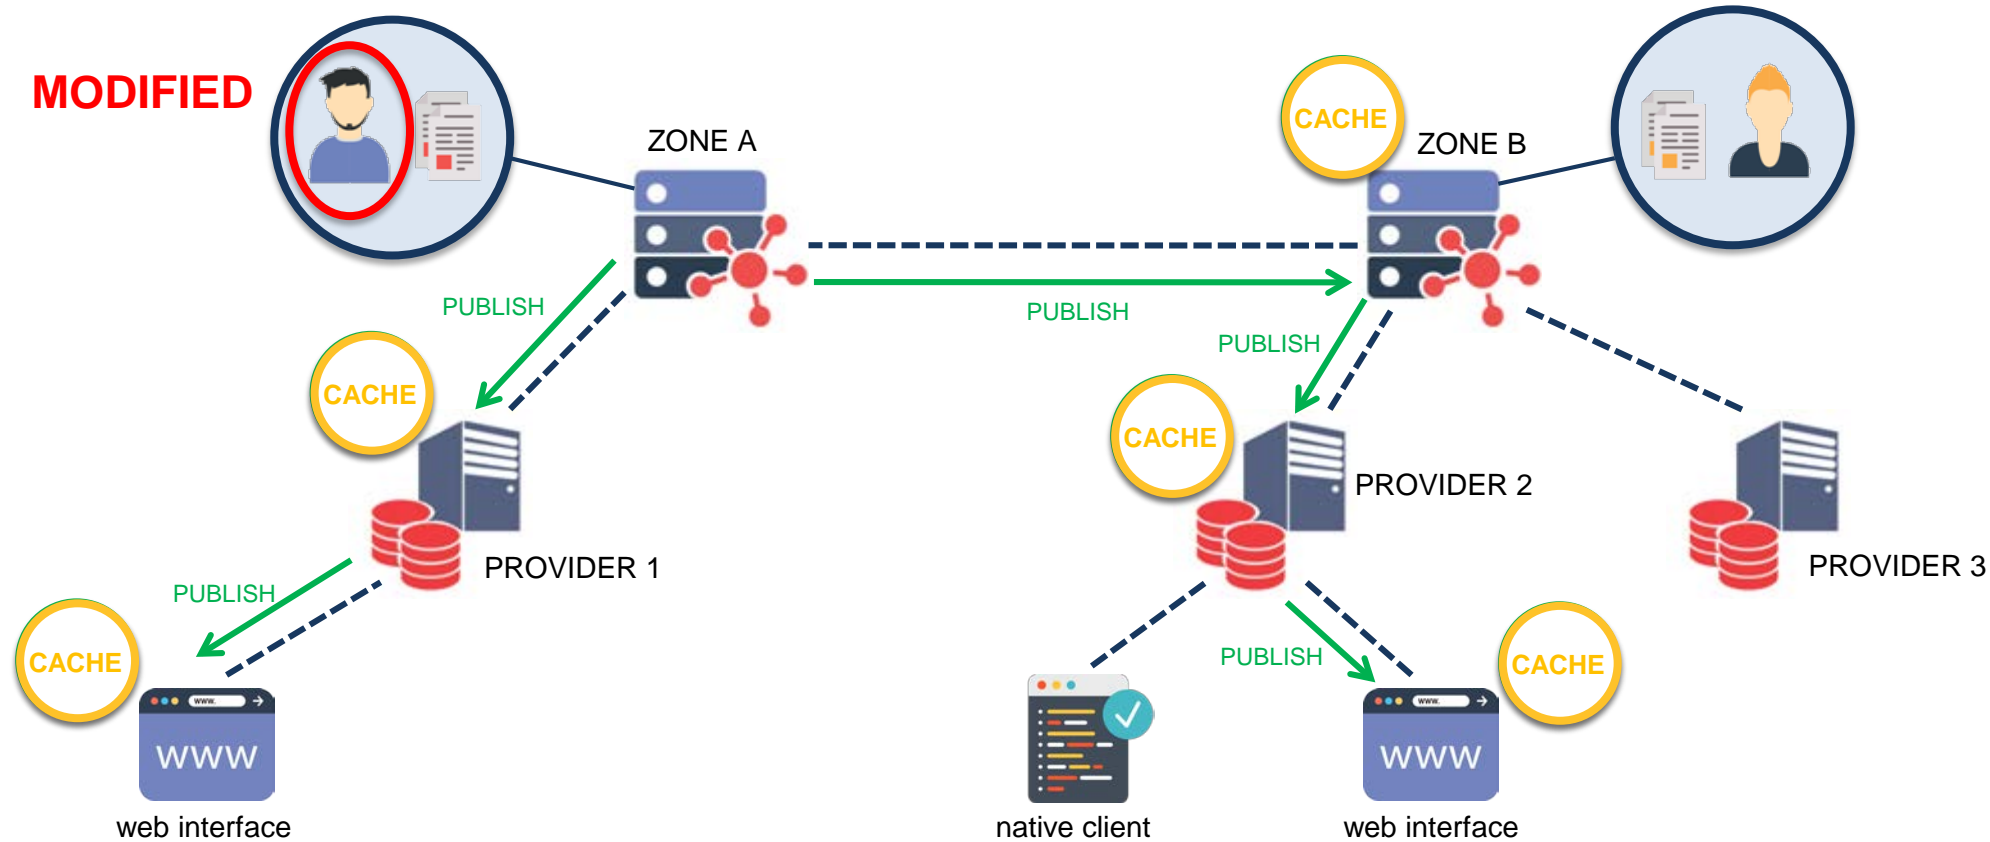 MODIFIED
ZONE A
CACHE
ZONE B
PUBLISH
PUBLISH
PUBLISH
CACHE
CACHE
PROVIDER 2
PROVIDER 1
PROVIDER 3
PUBLISH
CACHE
PUBLISH
CACHE
www.
WWW
www.
WWW
web interface
native client
web interface